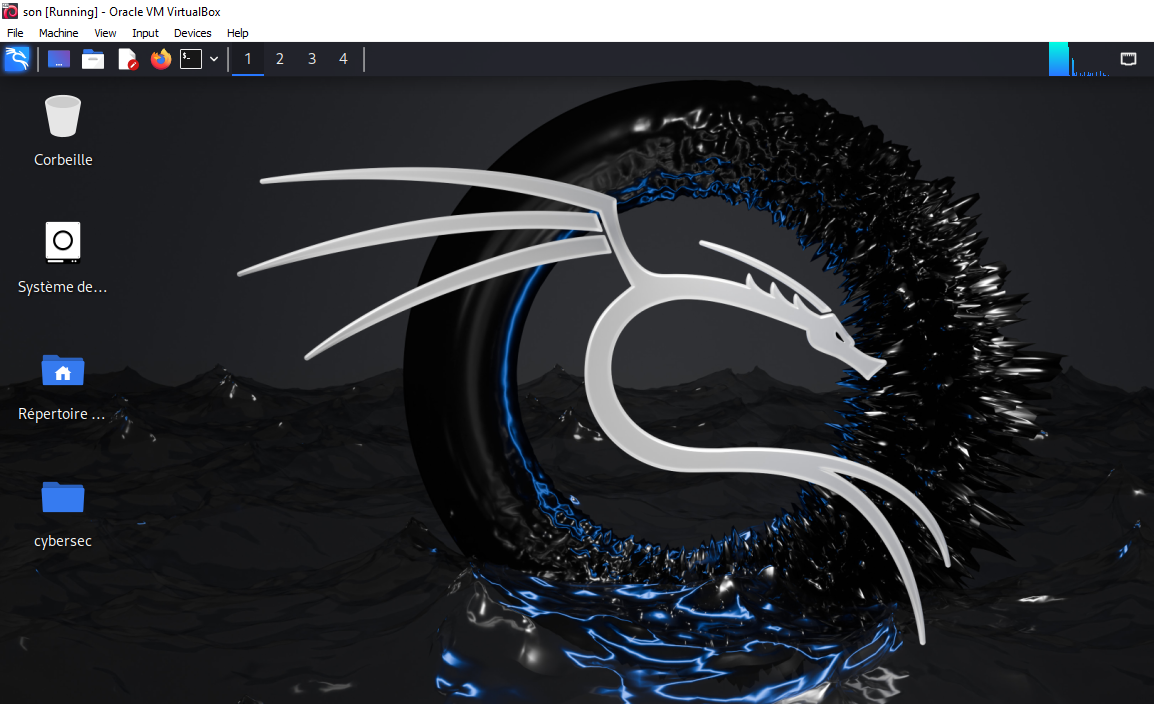 son [Running] - Oracle VM VirtualBox
File Machine View Input Devices Help
1 2 3 4
Corbeille
Système de…
Répertoire …
cybersec